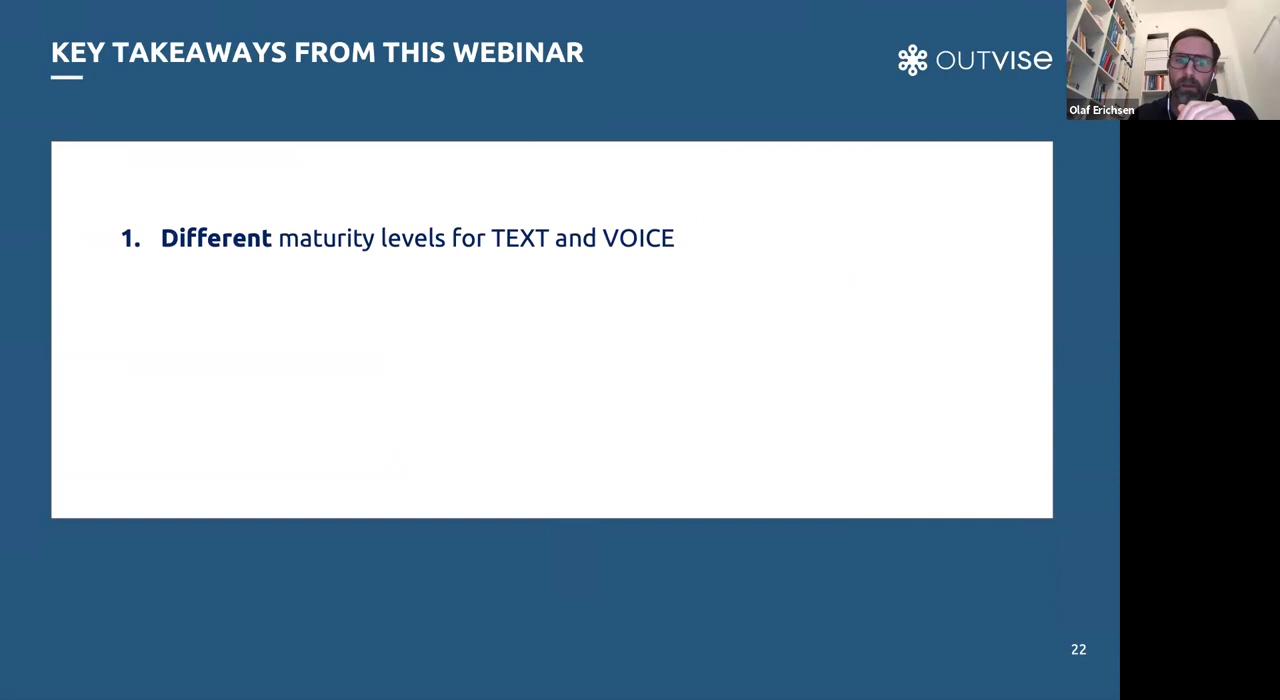 KEY TAKEAWAYS FROM THIS WEBINAR
OUTVISE
Olaf Erichsen
1. Different maturity levels for TEXT and VOICE
22